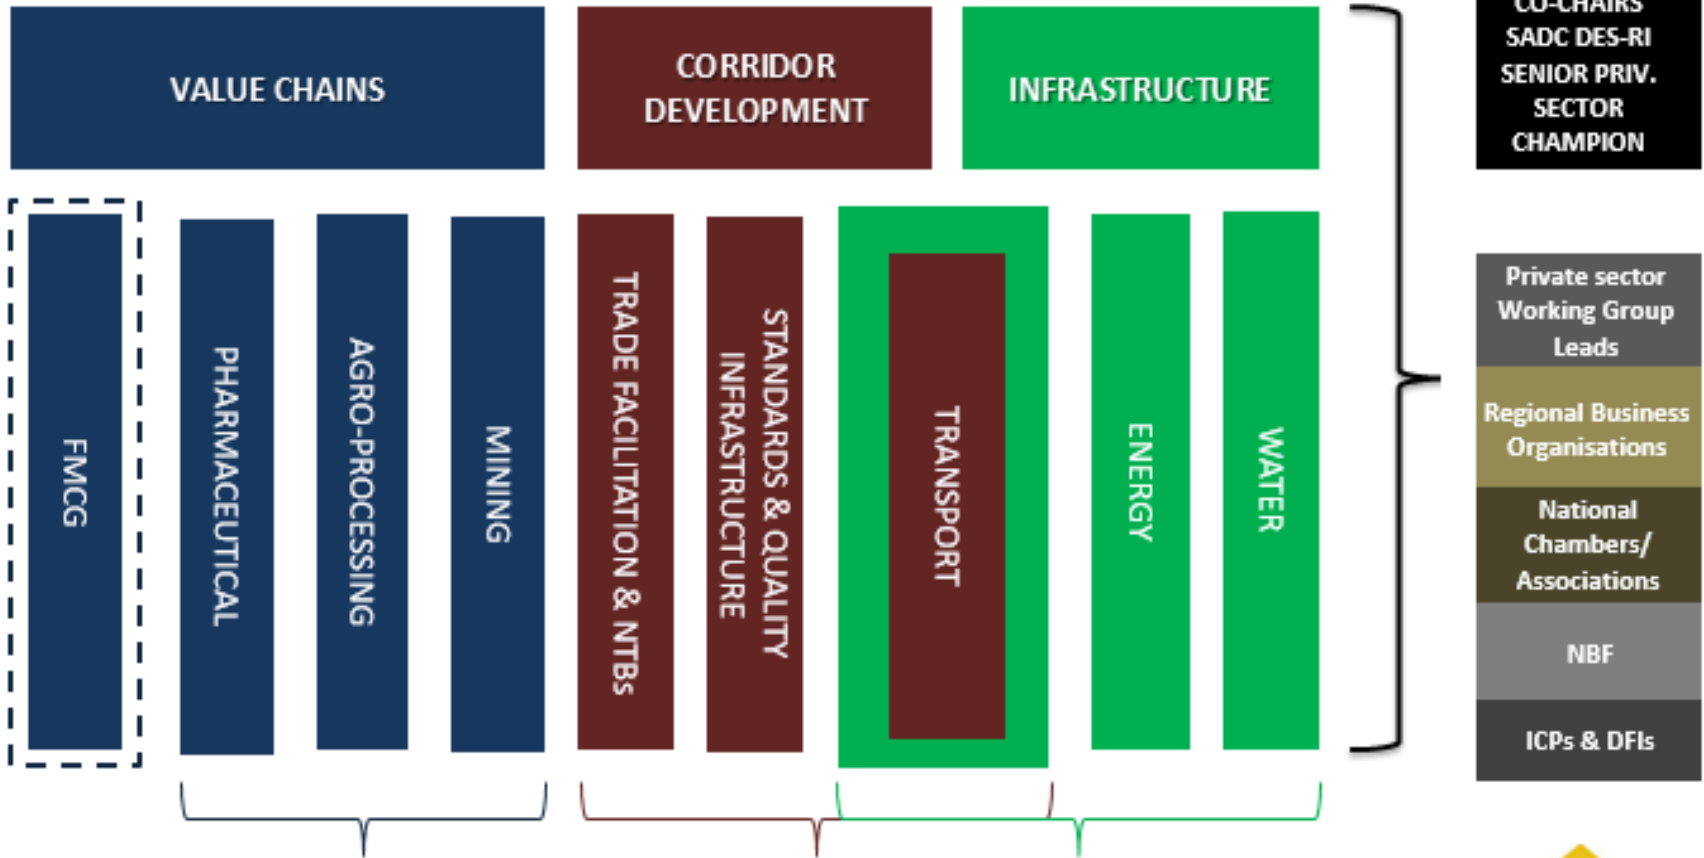 VALUE CHAINS
CORRIDOR
DEVELOPMENT
INFRASTRUCTURE
CO-CHAIRS
SADC DES-RI
SENIOR PRIV.
SECTOR
CHAMPION
FMCG
PHARMACEUTICAL
AGRO-PROCESSING
MINING
TRADE FACILITATION & NTBs
STANDARDS & QUALITY
INFRASTRUCTURE
TRANSPORT
ENERGY
WATER
Private sector
Working Group
Leads
Regional Business
Organisations
National
Chambers/
Associations
NBF
ICPs & DFIs